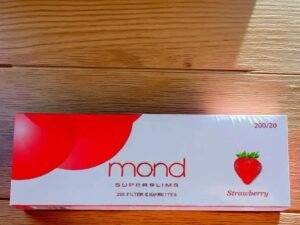 200/20
mond
SUPERSLIMS
200 FILTER CIGARETTES
Strawberry